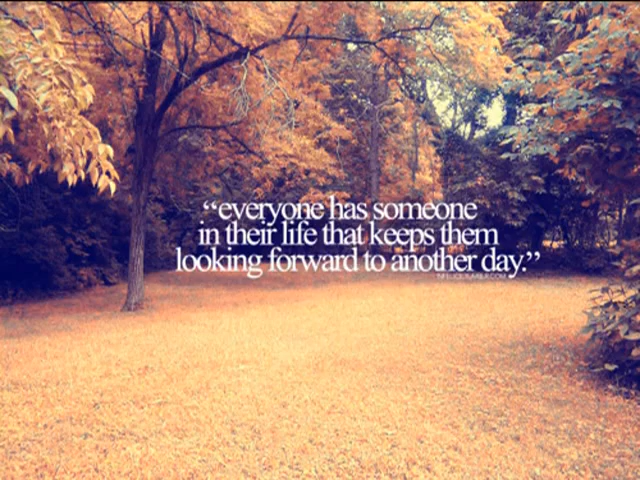 “everyone has someone
in their life that keeps them
looking forward to another day.”